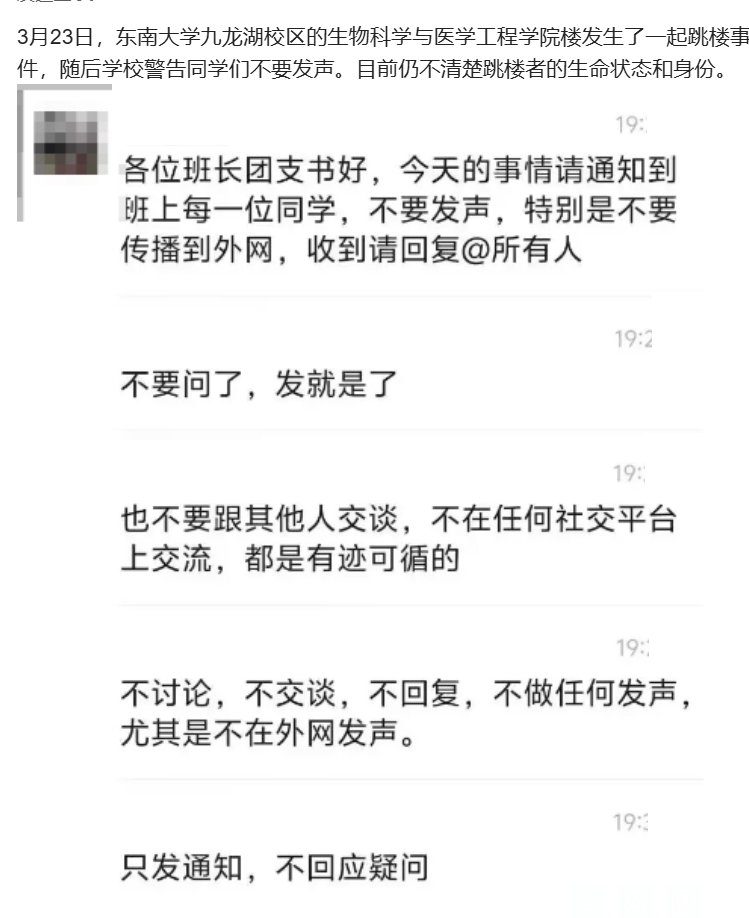 3月23日，东南大学九龙湖校区的生物科学与医学工程学院楼发生了一起跳楼事
件，随后学校警告同学们不要发声。目前仍不清楚跳楼者的生命状态和身份。
19:
各位班长团支书好，今天的事情请通知到
班上每一位同学，不要发声，特别是不要
传播到外网，收到请回复@所有人
19:2
不要问了，发就是了
19:
也不要跟其他人交谈，不在任何社交平台
上交流，都是有迹可循的
19:
不讨论，不交谈，不回复，不做任何发声，
尤其是不在外网发声。
19:3
只发通知，不回应疑问